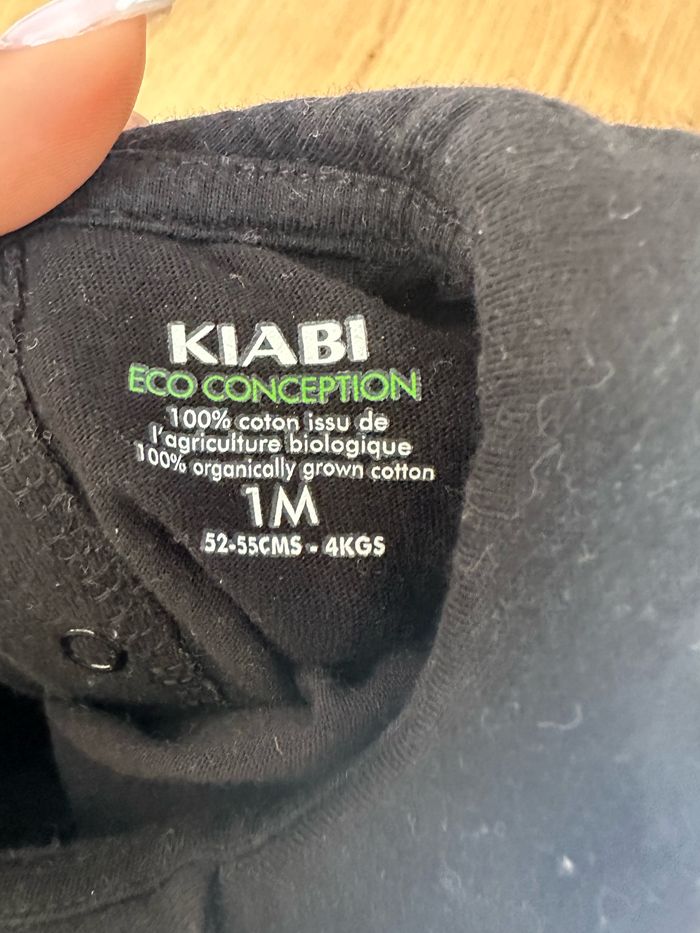 KIABI
ECO CONCEPTION
100% coton issu de
l'agriculture biologique
100% organically grown cotton
1M
52-55CMS - 4KGS